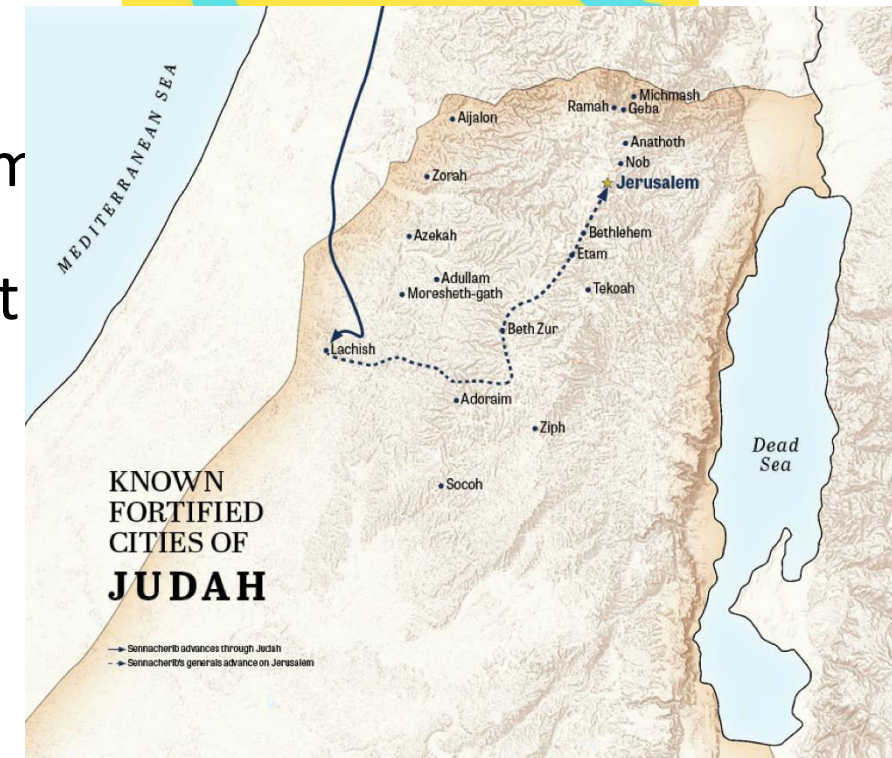 m
t
MEDITERRANEAN SEA
Michmash
Ramah
Geba
Aijalon
Anathoth
Nob
Zorah
Jerusalem
Azekah
Bethlehem
Etam
Adullam
Moresheth-gath
Tekoah
Beth Zur
Lachish
Adoraim
Ziph
Dead
Sea
Socoh
KNOWN
FORTIFIED
CITIES OF
JUDAH
Sennacherib advances through Judah
Sennacherib's generals advance on Jerusalem